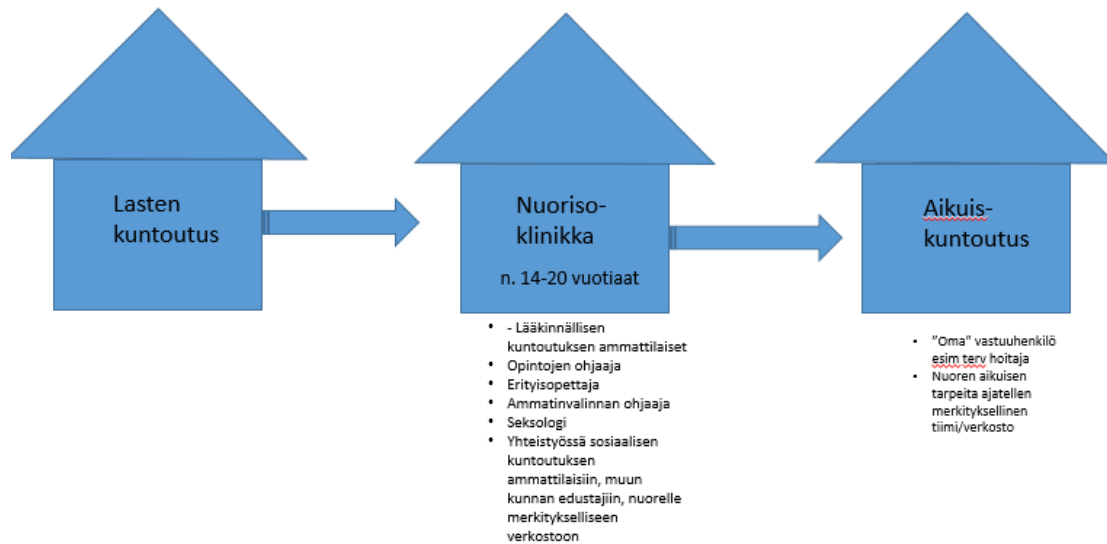 Lasten
kuntoutus
Nuoriso-
klinikka
n. 14-20 vuotiaat
• - Lääkinnällisen
kuntoutuksen ammattilaiset
• Opintojen ohjaaja
• Erityisopettaja
• Ammatinvalinnan ohjaaja
• Seksologi
• Yhteistyössä sosiaalisen
kuntoutuksen
ammattilaisiin, muun
kunnan edustajiin, nuorelle
merkitykselliseen
verkostoon
Aikuis-
kuntoutus
• ”Oma” vastuuhenkilö
esim terv hoitaja
• Nuoren aikuisen
tarpeita ajatellen
merkityksellinen
tiimi/verkosto